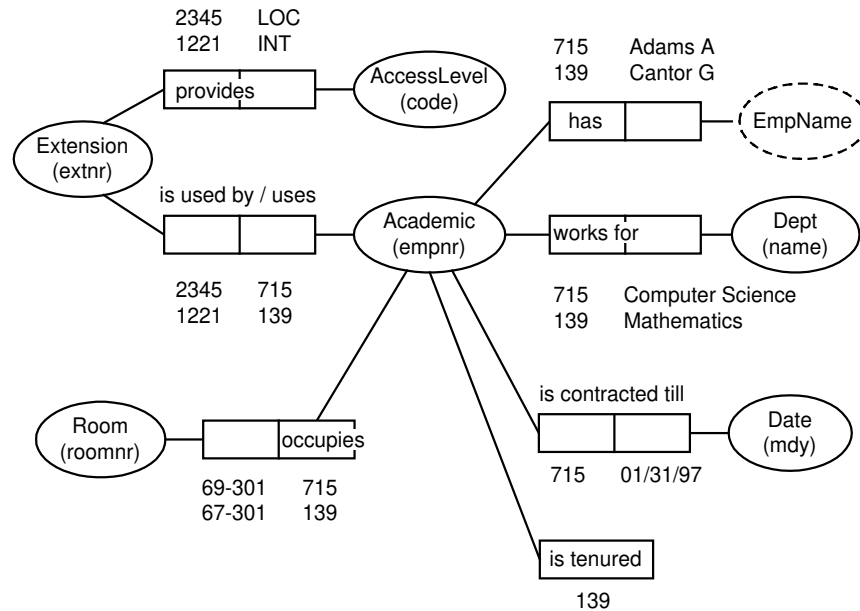 2345 LOC
1221 INT
provides
AccessLevel
(code)
715 Adams A
139 Cantor G
has
EmpName
Extension
(extnr)
is used by / uses
2345 715
1221 139
Academic
(empnr)
works for
Dept
(name)
715 Computer Science
139 Mathematics
Room
(roomnr)
occupies
69-301 715
67-301 139
is contracted till
715 01/31/97
Date
(mdy)
is tenured
139